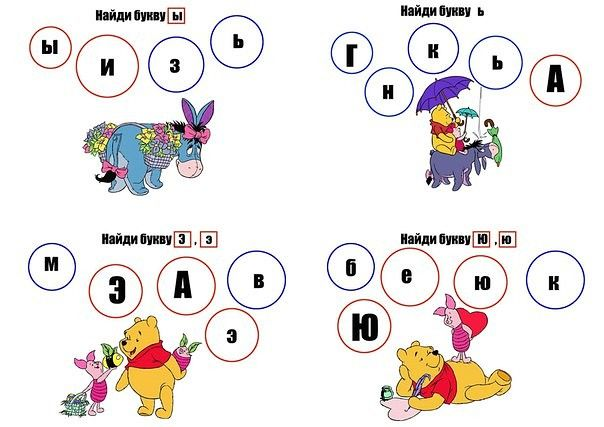 Найди букву ы
ы
и
з
ь
Найди букву ь
Г
н
к
ь
А
Найди букву э , э
м
Э
А
в
э
Найди букву Ю , ю
б
е
ю
к
Ю